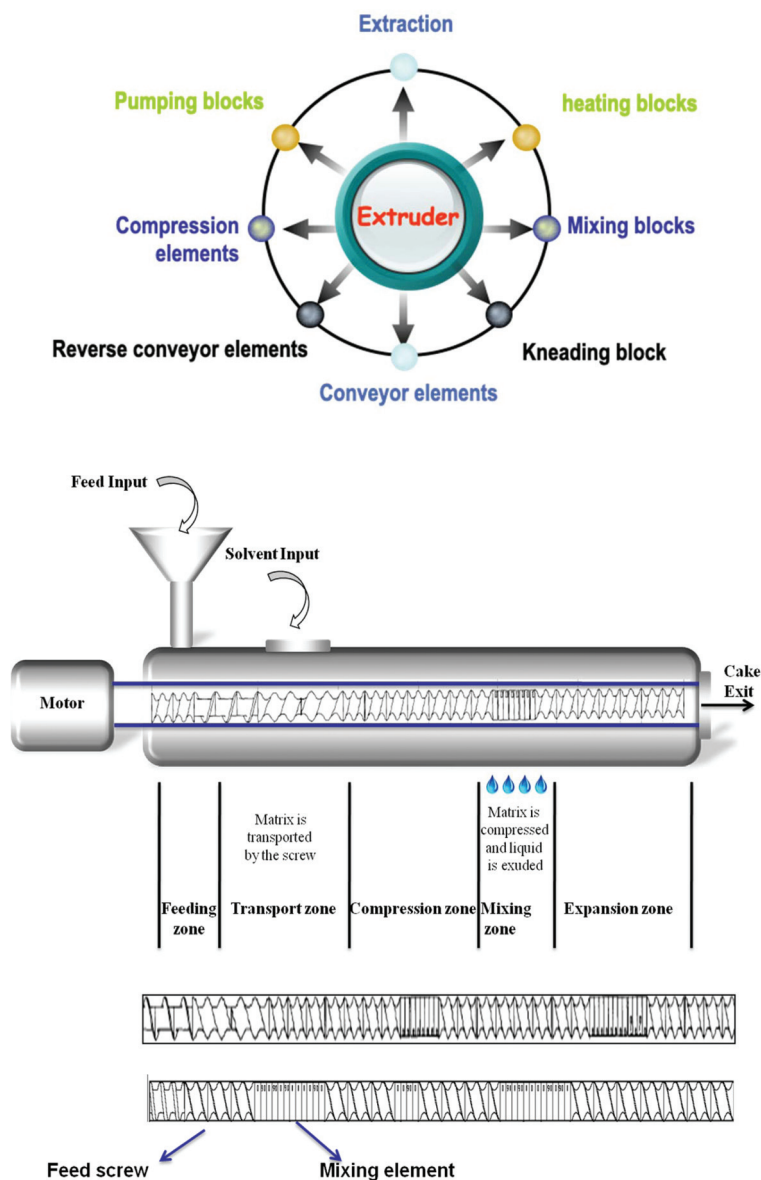 Extraction
Pumping blocks
heating blocks
Extruder
Compression
elements
Mixing blocks
Reverse conveyor elements
Kneading block
Conveyor elements
Feed Input
Solvent Input
Motor
Cake
Exit
Matrix is
transported
by the screw
Matrix is
compressed
and liquid
is exuded
Feeding
zone
Transport zone
Compression zone
Mixing
zone
Expansion zone
Feed screw
Mixing element